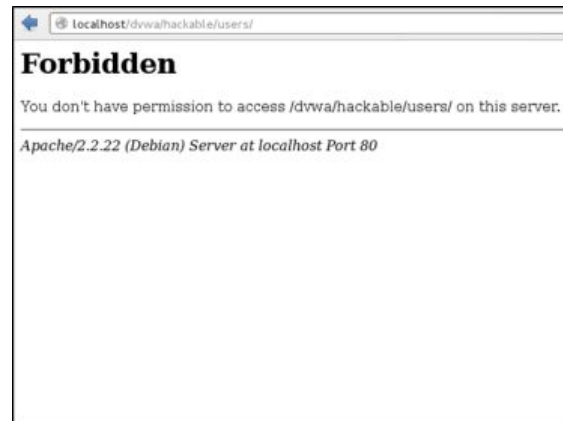 localhost/dvwa/hackable/users/
Forbidden
You don't have permission to access /dvwa/hackable/users/ on this server.
Apache/2.2.22 (Debian) Server at localhost Port 80